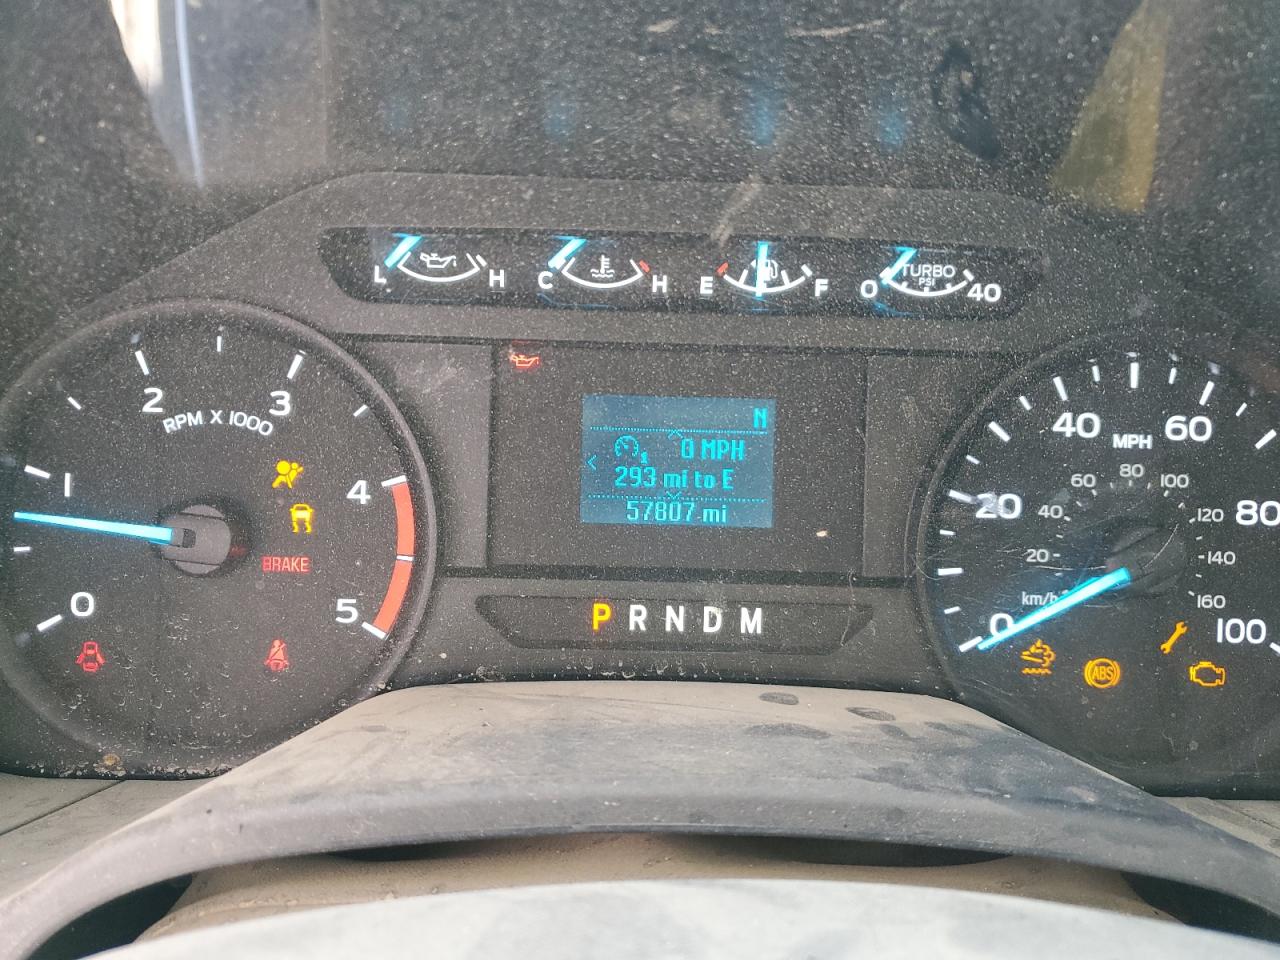 L H
C H
E F
0 TURBO PSI 40
0 1 2 3 4 5
RPM X 1000
BRAKE
N
1 0 MPH
293 mi to E
57807 mi
P R N D M
0 20 40 60 80 100
MPH
20 40 60 80 100 120 140 160
km/h
ABS